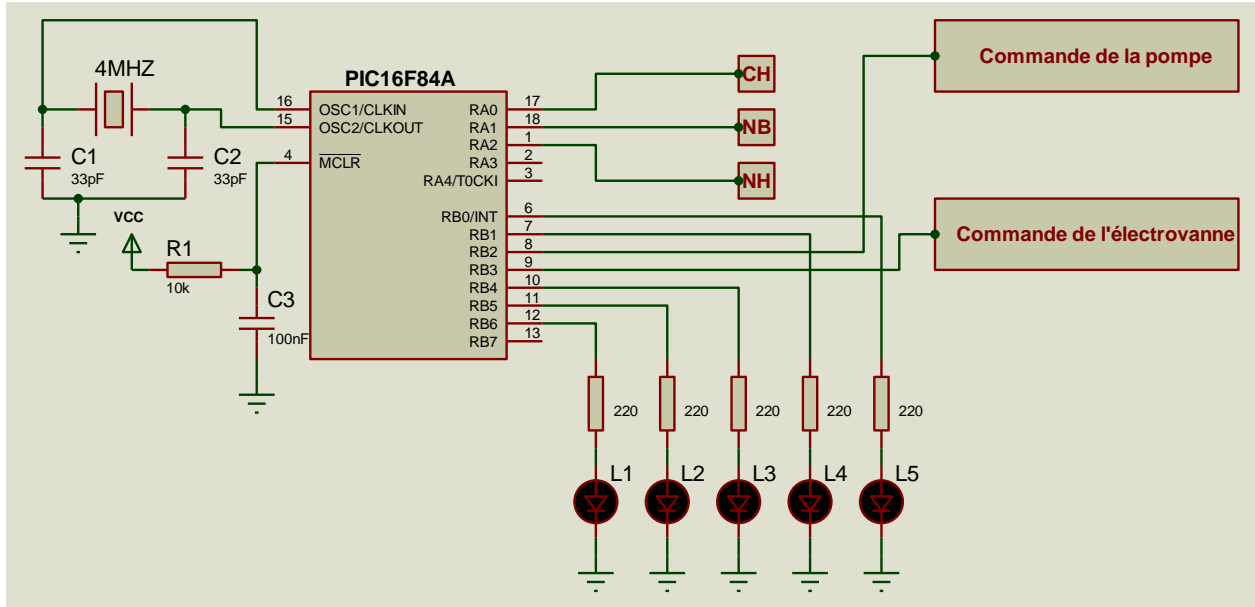 4MHZ
C1
33pF
C2
33pF
VCC
R1
10k
C3
100nF
PIC16F84A
16 OSC1/CLKIN
15 OSC2/CLKOUT
4 MCLR
RA0 17
RA1 18
RA2 1
RA3 2
RA4/T0CKI 3
RB0/INT 6
RB1 7
RB2 8
RB3 9
RB4 10
RB5 11
RB6 12
RB7 13
CH
NB
NH
Commande de la pompe
Commande de l'électrovanne
220
220
220
220
220
L1
L2
L3
L4
L5